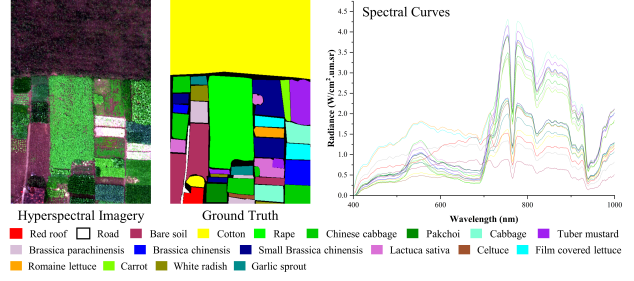 Spectral Curves
4.5
4.0
3.5
3.0
2.5
2.0
1.5
1.0
0.5
0.0
Radiance (W/cm².um.sr)
400 600 800 1000
Wavelength (nm)
Hyperspectral Imagery Ground Truth
Red roof Road Bare soil Cotton Rape Chinese cabbage Pakchoi Cabbage Tuber mustard
Brassica parachinensis Brassica chinensis Small Brassica chinensis Lactuca sativa Celtuce Film covered lettuce
Romaine lettuce Carrot White radish Garlic sprout